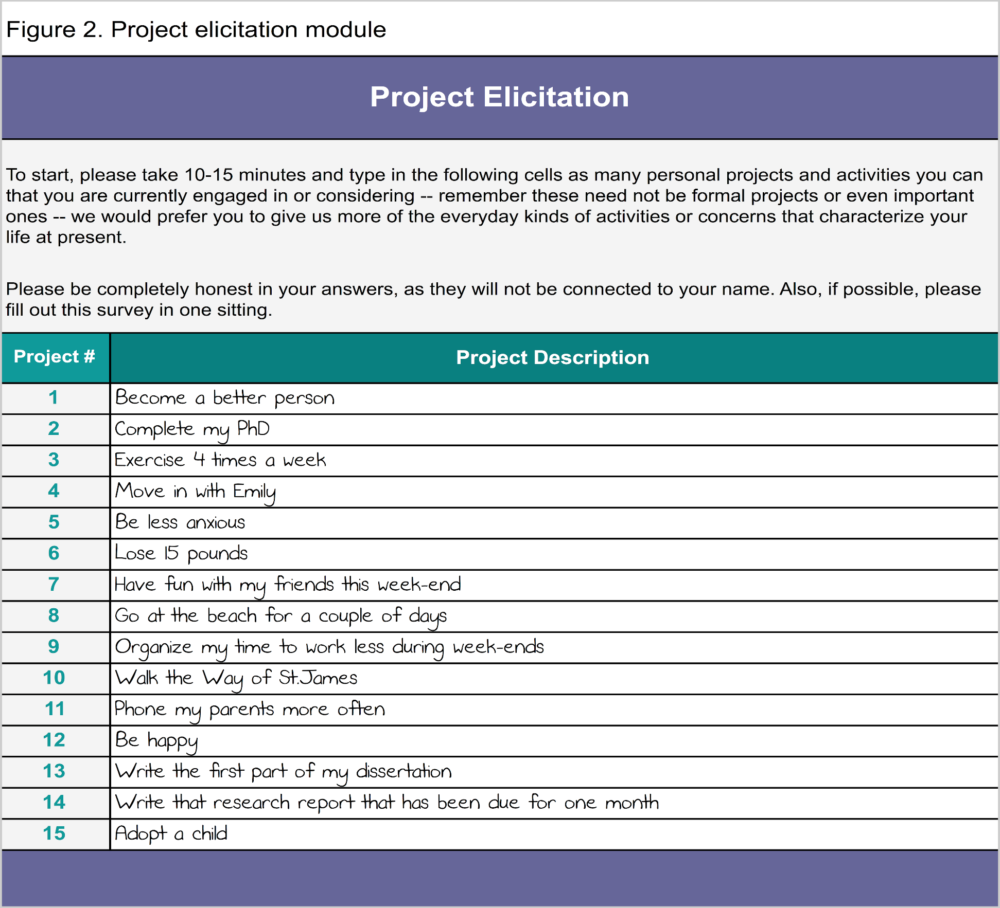 Figure 2. Project elicitation module
Project Elicitation
To start, please take 10-15 minutes and type in the following cells as many personal projects and activities you can
that you are currently engaged in or considering -- remember these need not be formal projects or even important
ones -- we would prefer you to give us more of the everyday kinds of activities or concerns that characterize your
life at present.
Please be completely honest in your answers, as they will not be connected to your name. Also, if possible, please
fill out this survey in one sitting.
Project # Project Description
1 Become a better person
2 Complete my PhD
3 Exercise 4 times a week
4 Move in with Emily
5 Be less anxious
6 Lose 15 pounds
7 Have fun with my friends this week-end
8 Go at the beach for a couple of days
9 Organize my time to work less during week-ends
10 Walk the Way of St.James
11 Phone my parents more often
12 Be happy
13 Write the first part of my dissertation
14 Write that research report that has been due for one month
15 Adopt a child